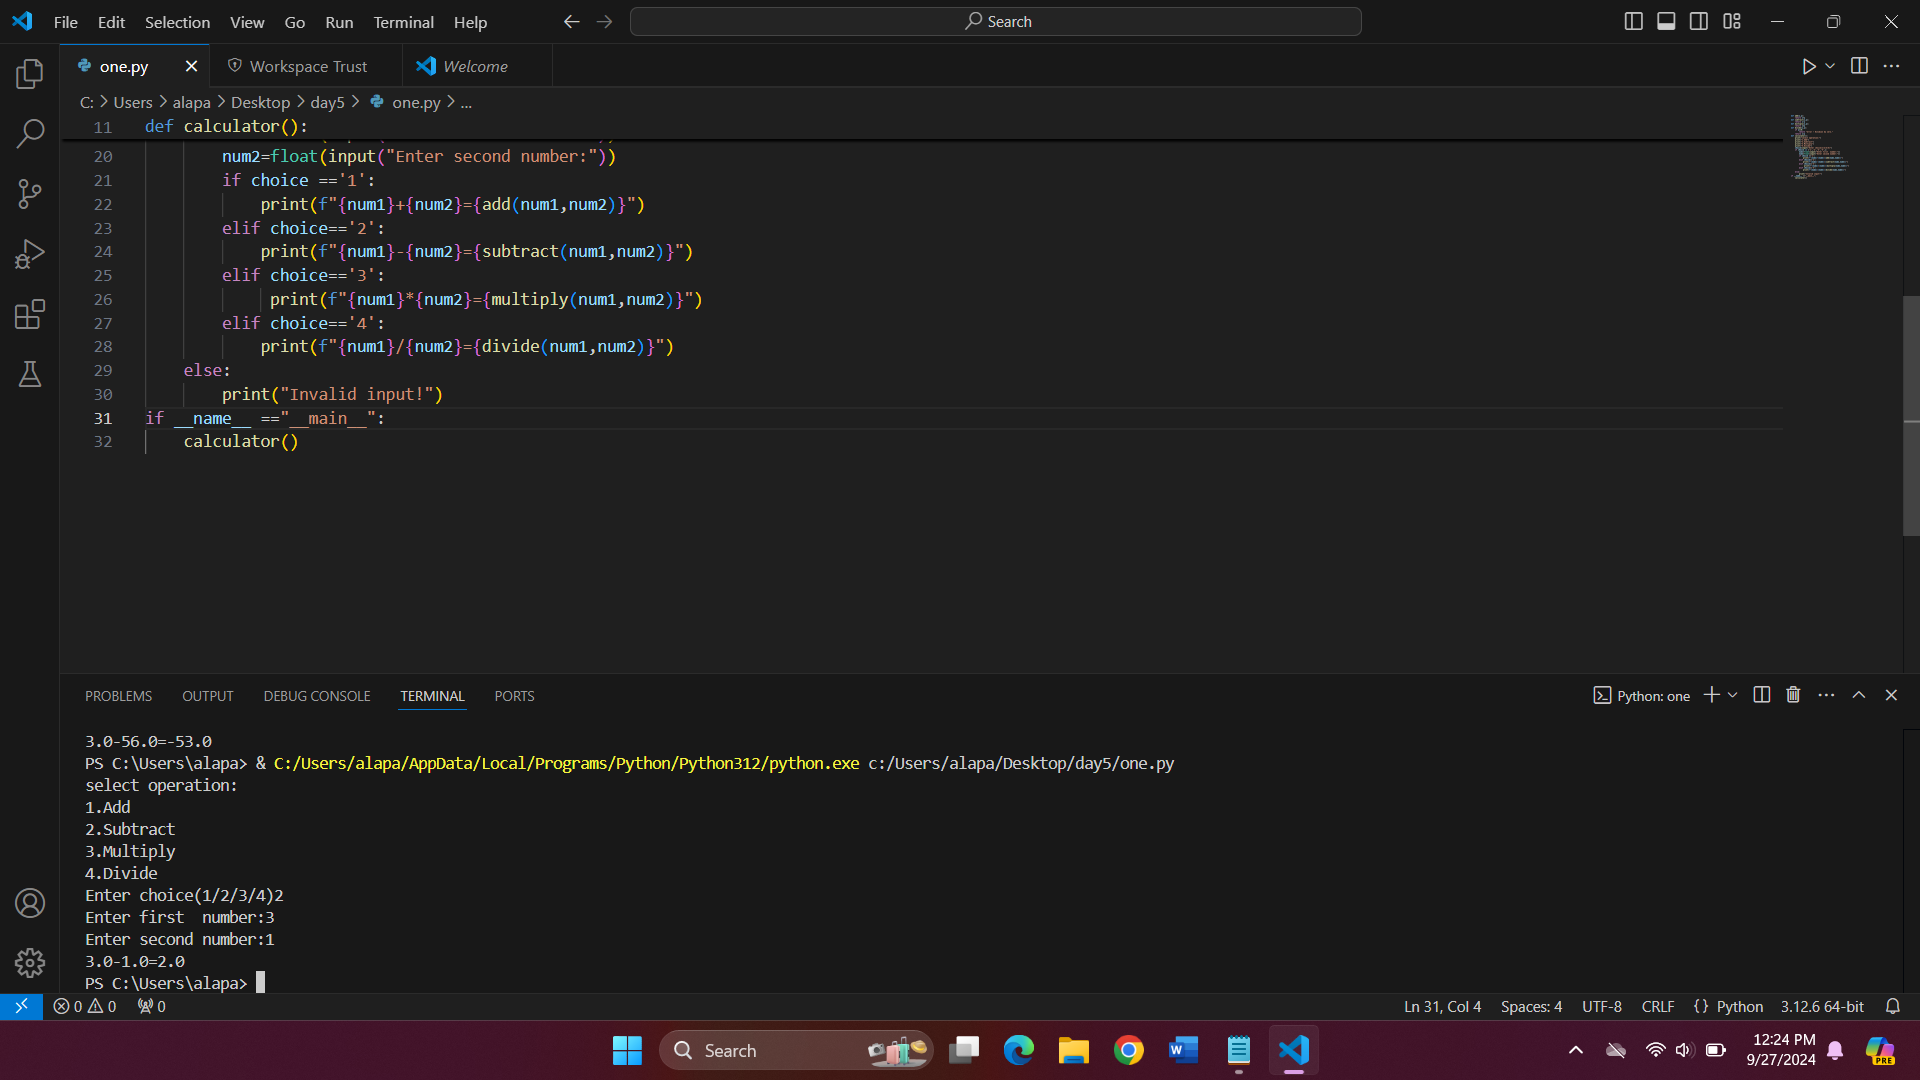 File Edit Selection View Go Run Terminal Help
Search
one.py Workspace Trust Welcome
C: > Users > alapa > Desktop > day5 > one.py > ...
11 def calculator():
20 num2=float(input("Enter second number:"))
21 if choice =='1':
22 print(f"{num1}+{num2}={add(num1,num2)}")
23 elif choice=='2':
24 print(f"{num1}-{num2}={subtract(num1,num2)}")
25 elif choice=='3':
26 print(f"{num1}*{num2}={multiply(num1,num2)}")
27 elif choice=='4':
28 print(f"{num1}/{num2}={divide(num1,num2)}")
29 else:
30 print("Invalid input!")
31 if __name__ =="__main__":
32 calculator()
PROBLEMS OUTPUT DEBUG CONSOLE TERMINAL PORTS
Python: one
3.0-56.0=-53.0
PS C:\Users\alapa> & C:/Users/alapa/AppData/Local/Programs/Python/Python312/python.exe c:/Users/alapa/Desktop/day5/one.py
select operation:
1.Add
2.Subtract
3.Multiply
4.Divide
Enter choice(1/2/3/4)2
Enter first  number:3
Enter second number:1
3.0-1.0=2.0
PS C:\Users\alapa>
0 0 0
Ln 31, Col 4 Spaces: 4 UTF-8 CRLF {} Python 3.12.6 64-bit
Search
12:24 PM
9/27/2024
PRE